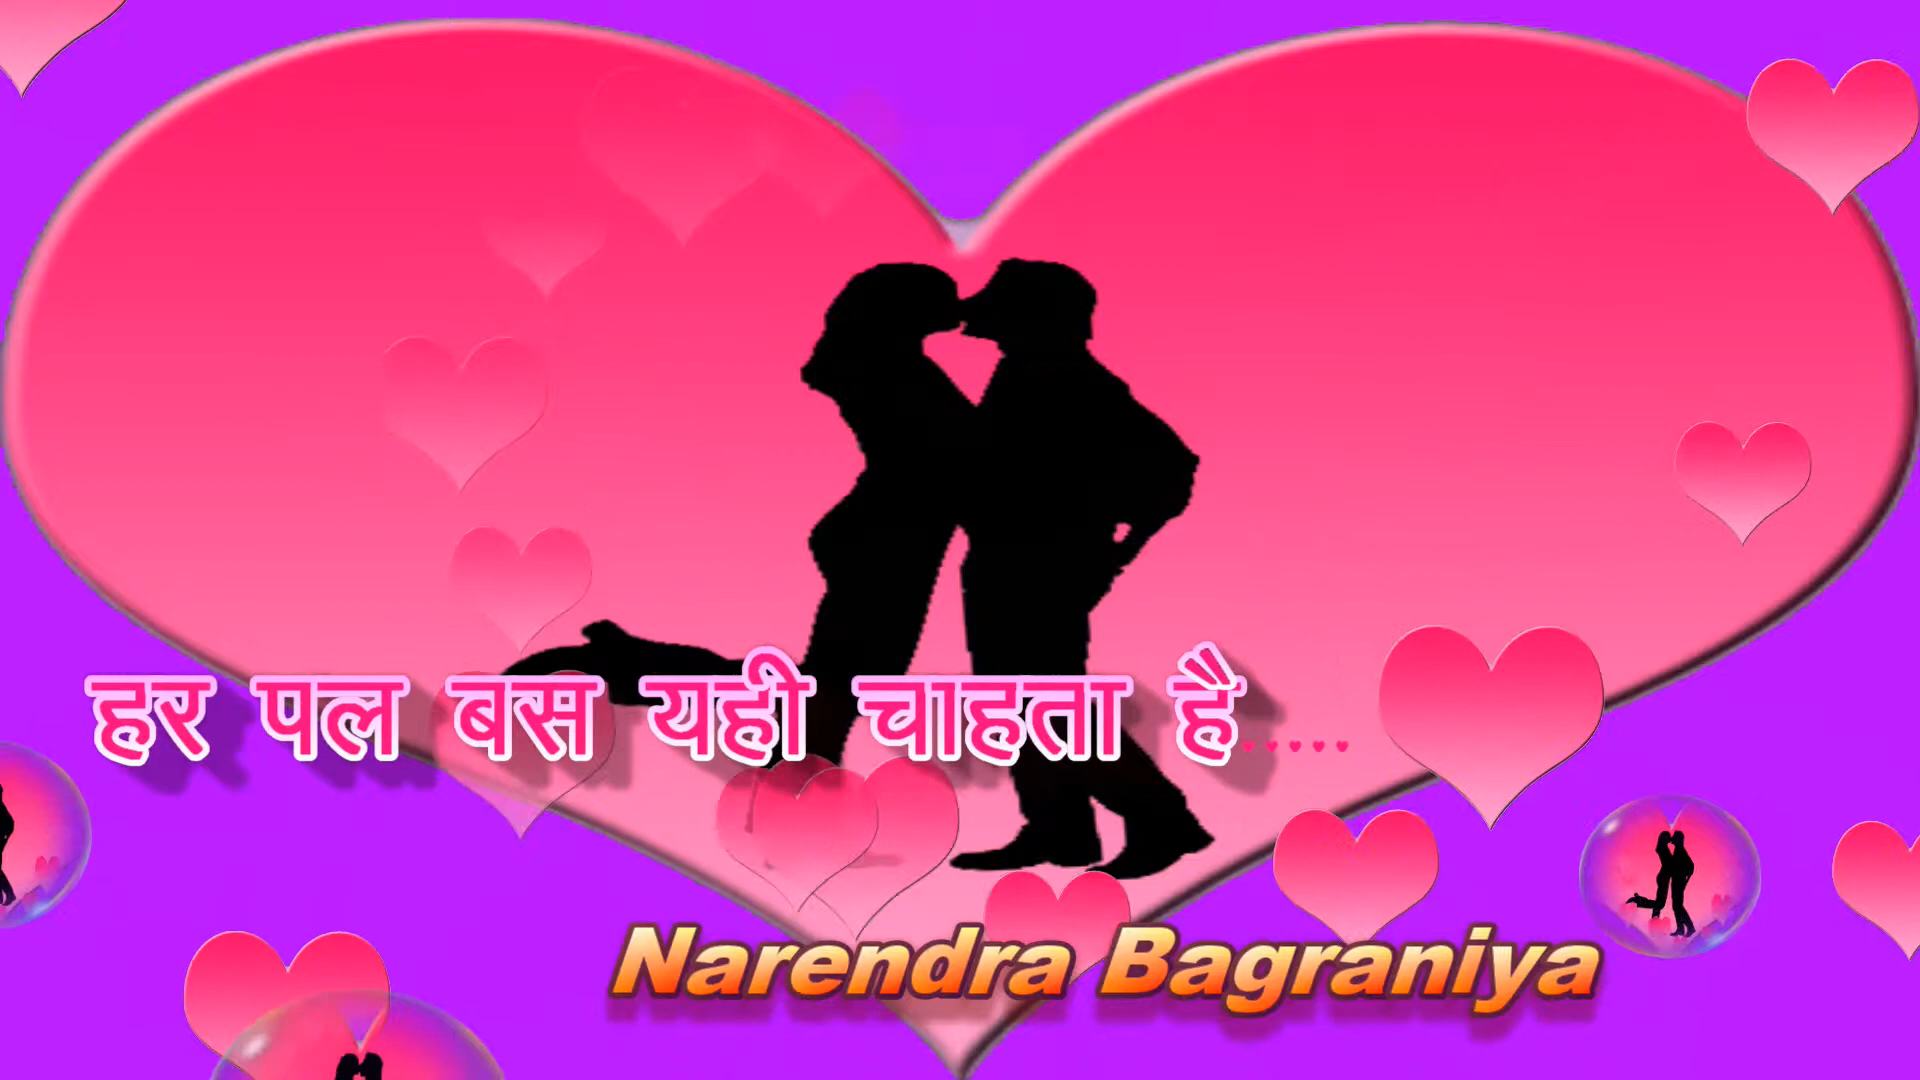 हर पल बस यही चाहता है.....
Narendra Bagraniya